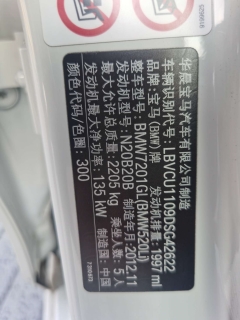 华晨宝马汽车有限公司制造
车辆识别/代号 LBVCU1109DSG42622
品牌:宝马(BMW)牌
整车型号:BMW7201GL(BMW520LI)
发动机型号:N20B20B 发动机排量:1997 ml
最大允许总质量:2205 kg 制造年月:2012.11
发动机最大净功率:135 kW 乘坐人数:5人
颜色代码/色圈:300 制造国:中国